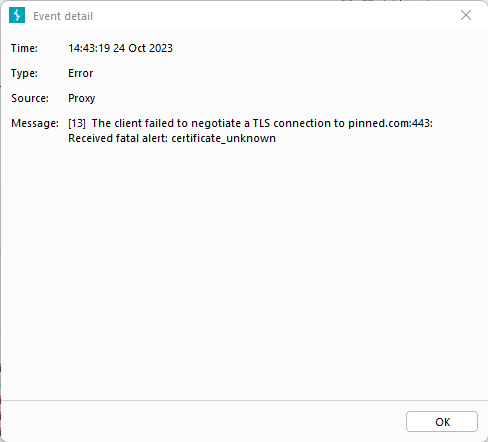 Event detail
Time: 14:43:19 24 Oct 2023
Type: Error
Source: Proxy
Message: [13] The client failed to negotiate a TLS connection to pinned.com:443:
Received fatal alert: certificate_unknown
OK